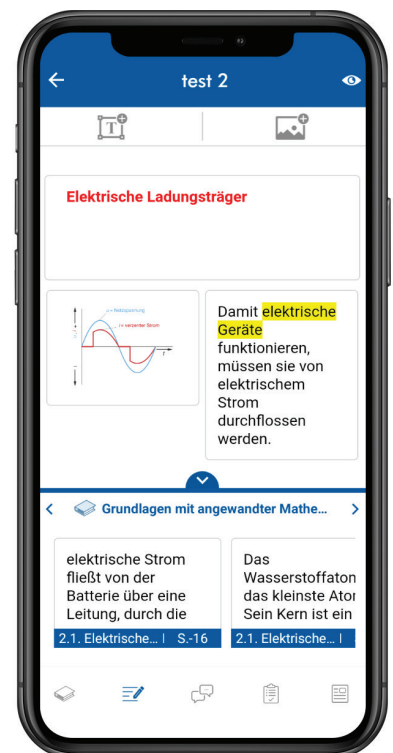 test 2
T
Elektrische Ladungsträger
u = Netzspannung
i = verzerrter Strom
t
Damit elektrische
Geräte
funktionieren,
müssen sie von
elektrischem
Strom
durchflossen
werden.
Grundlagen mit angewandter Mathe...
elektrische Strom
fließt von der
Batterie über eine
Leitung, durch die
2.1. Elektrische... | S.-16
Das
Wasserstoffatom
das kleinste Ator
Sein Kern ist ein
2.1. Elektrische... |